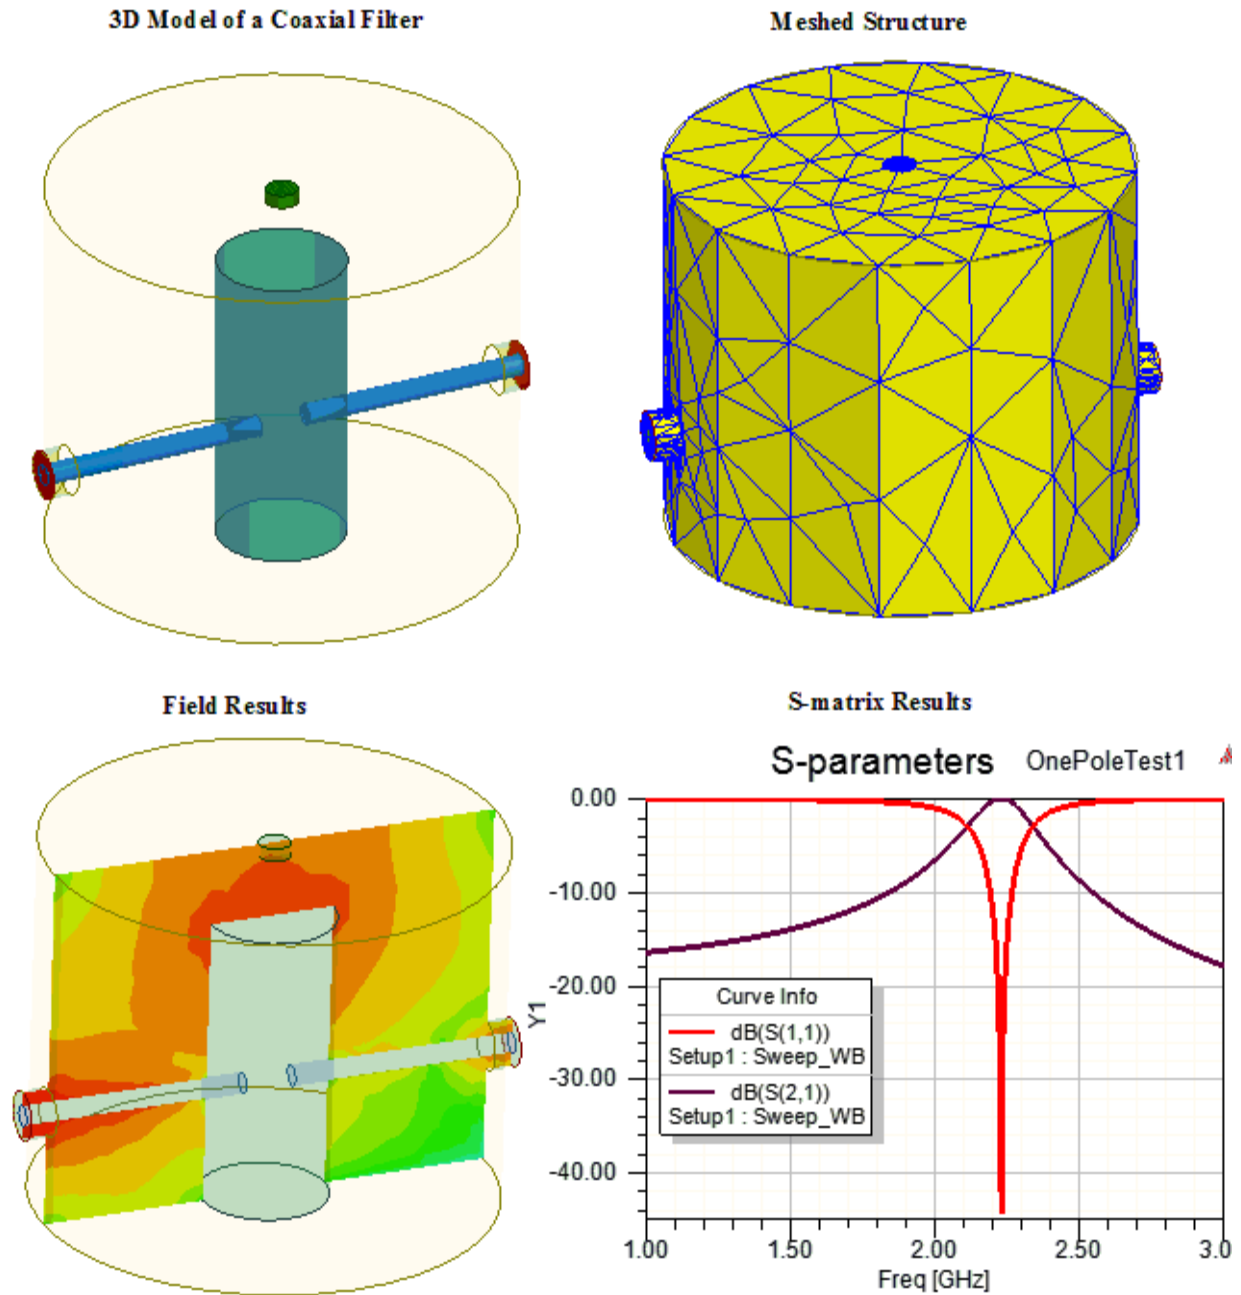 3D Model of a Coaxial Filter
Meshed Structure
Field Results
S-matrix Results
S-parameters OnePoleTest1
0.00
-10.00
-20.00
-30.00
-40.00
Y1
Curve Info
dB(S(1,1))
Setup1 : Sweep_WB
dB(S(2,1))
Setup1 : Sweep_WB
1.00 1.50 2.00 2.50 3.0
Freq [GHz]